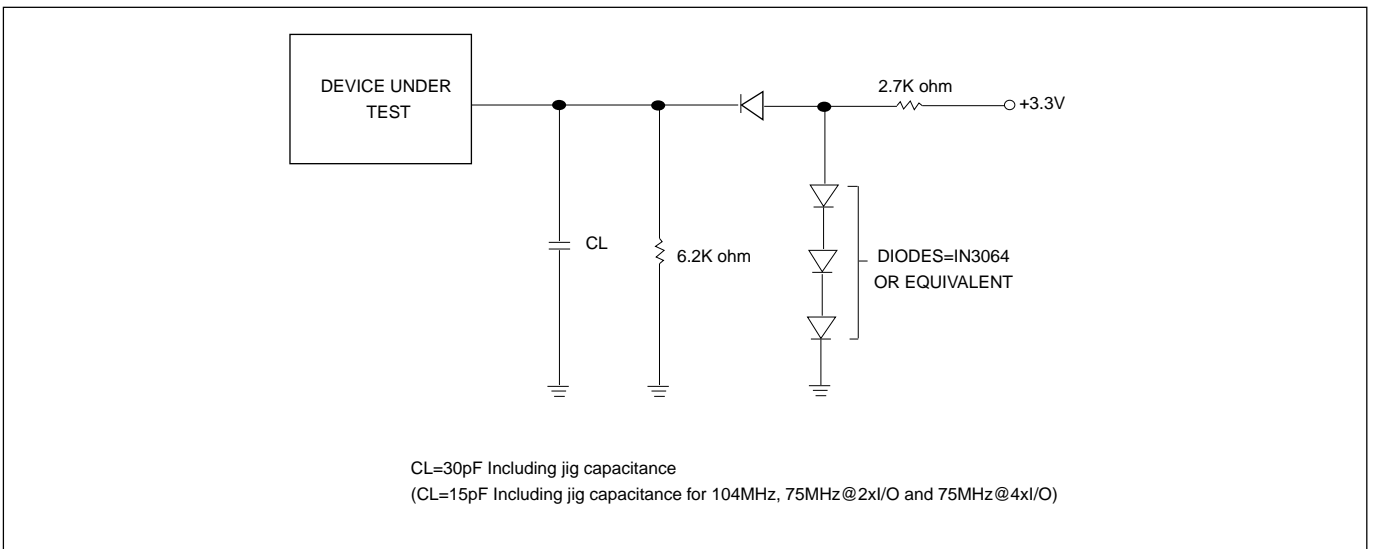 DEVICE UNDER
TEST
2.7K ohm
+3.3V
CL
6.2K ohm
DIODES=IN3064
OR EQUIVALENT
CL=30pF Including jig capacitance
(CL=15pF Including jig capacitance for 104MHz, 75MHz@2xI/O and 75MHz@4xI/O)